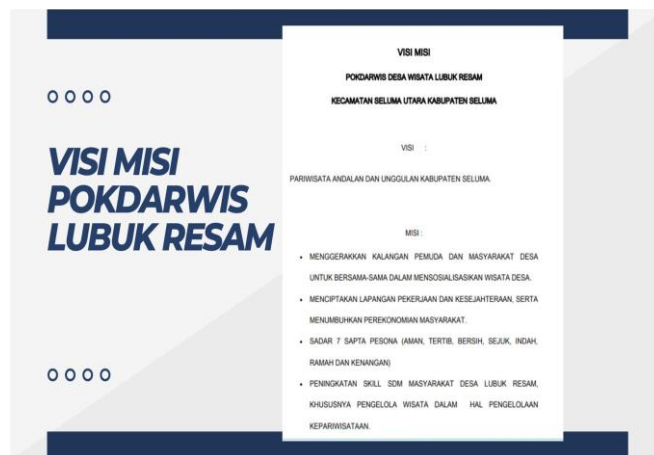 VISI MISI
POKDARWIS
LUBUK RESAM
VISI MISI
POKDARWIS DESA WISATA LUBUK RESAM
KECAMATAN SELUMA UTARA KABUPATEN SELUMA
VISI :
PARIWISATA ANDALAN DAN UNGGULAN KABUPATEN SELUMA.
MISI :
• MENGGERAKKAN KALANGAN PEMUDA DAN MASYARAKAT DESA
UNTUK BERSAMA-SAMA DALAM MENSOSIALISASIKAN WISATA DESA.
• MENCIPTAKAN LAPANGAN PEKERJAAN DAN KESEJAHTERAAN, SERTA
MENUMBUHKAN PEREKONOMIAN MASYARAKAT.
• SADAR 7 SAPTA PESONA (AMAN, TERTIB, BERSIH, SEJUK, INDAH,
RAMAH DAN KENANGAN)
• PENINGKATAN SKILL SDM MASYARAKAT DESA LUBUK RESAM,
KHUSUSNYA PENGELOLA WISATA DALAM HAL PENGELOLAAN
KEPARIWISATAAN.